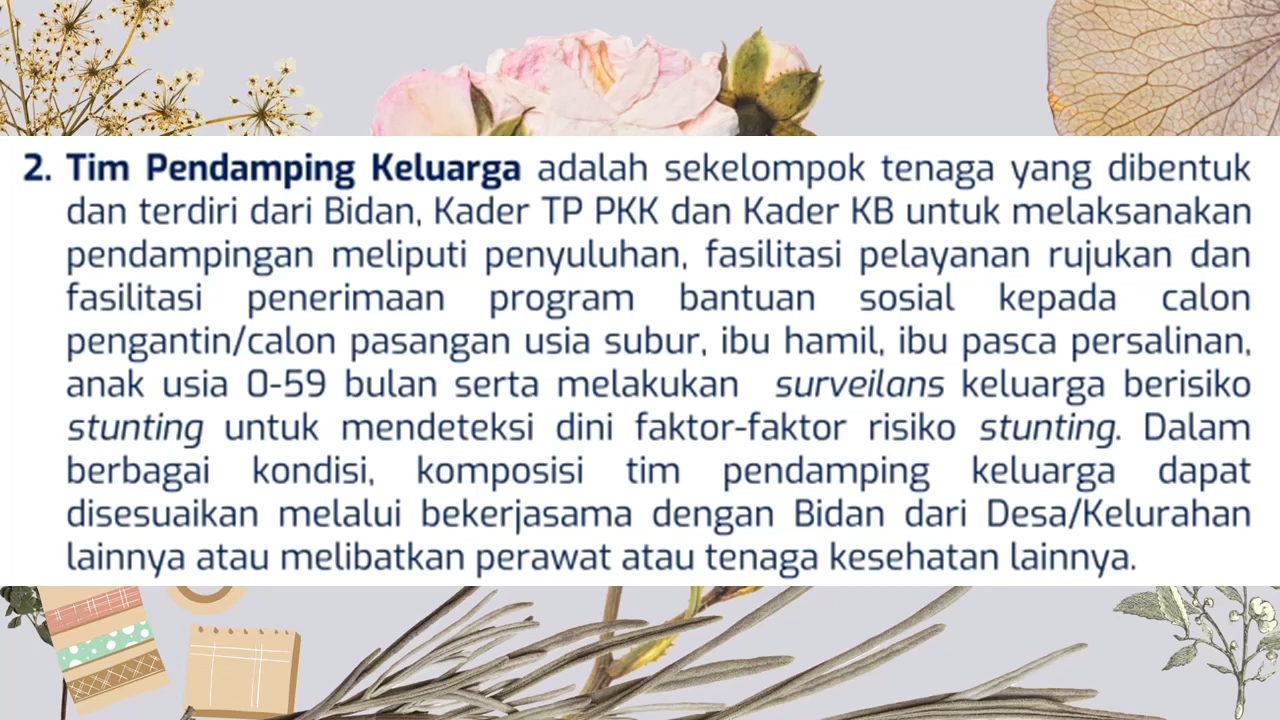 2. Tim Pendamping Keluarga adalah sekelompok tenaga yang dibentuk
dan terdiri dari Bidan, Kader TP PKK dan Kader KB untuk melaksanakan
pendampingan meliputi penyuluhan, fasilitasi pelayanan rujukan dan
fasilitasi penerimaan program bantuan sosial kepada calon
pengantin/calon pasangan usia subur, ibu hamil, ibu pasca persalinan,
anak usia 0-59 bulan serta melakukan surveilans keluarga berisiko
stunting untuk mendeteksi dini faktor-faktor risiko stunting. Dalam
berbagai kondisi, komposisi tim pendamping keluarga dapat
disesuaikan melalui bekerjasama dengan Bidan dari Desa/Kelurahan
lainnya atau melibatkan perawat atau tenaga kesehatan lainnya.